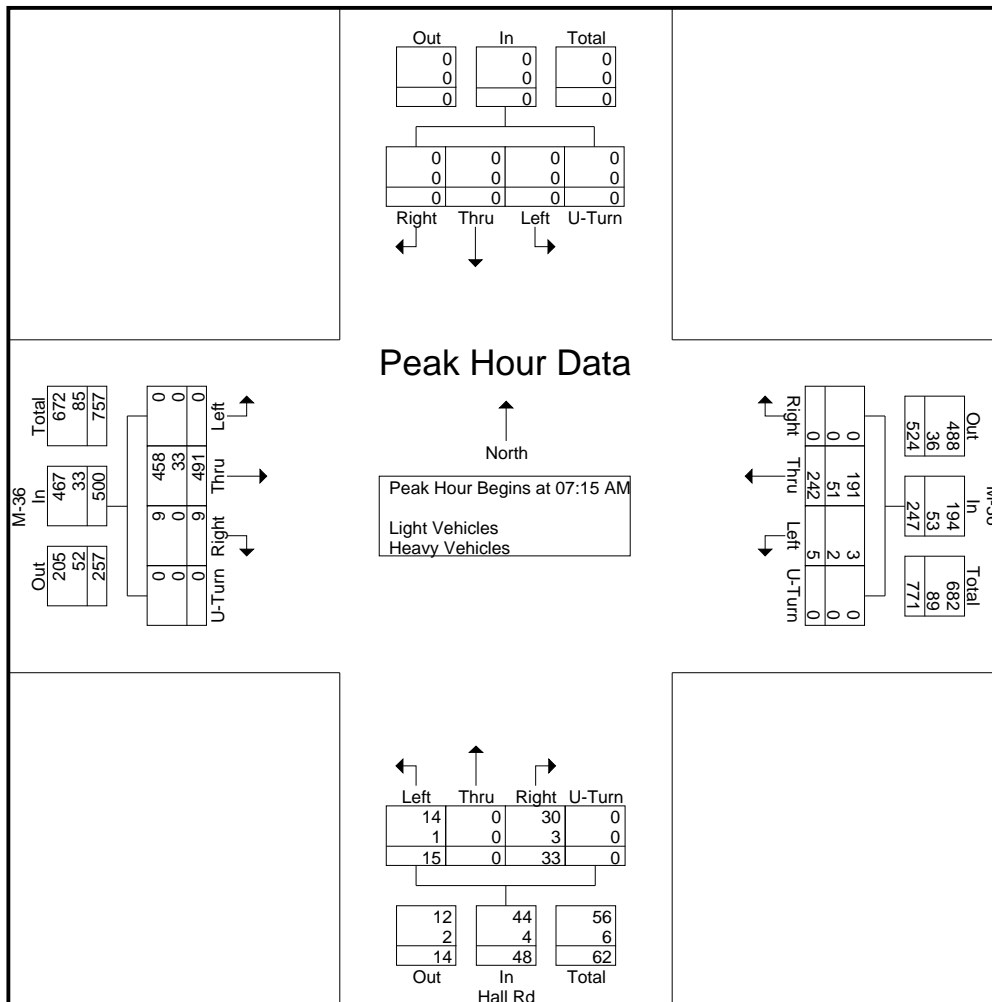 Out In Total
0 0 0
0 0 0
0 0 0
0 0 0 0
0 0 0 0
0 0 0 0
Right Thru Left U-Turn
Peak Hour Data
North
Peak Hour Begins at 07:15 AM
Light Vehicles
Heavy Vehicles
M-36
Out In Total
205 467 672
52 33 85
257 500 757
U-Turn Right Thru Left
0 9 458 0
0 0 33 0
0 9 491 0
Right Thru Left U-Turn
0 191 3 0
0 51 2 0
0 242 5 0
Out In Total
488 194 682
36 53 89
524 247 771
Left Thru Right U-Turn
14 0 30 0
1 0 3 0
15 0 33 0
12 44 56
2 4 6
14 48 62
Out In Total
Hall Rd